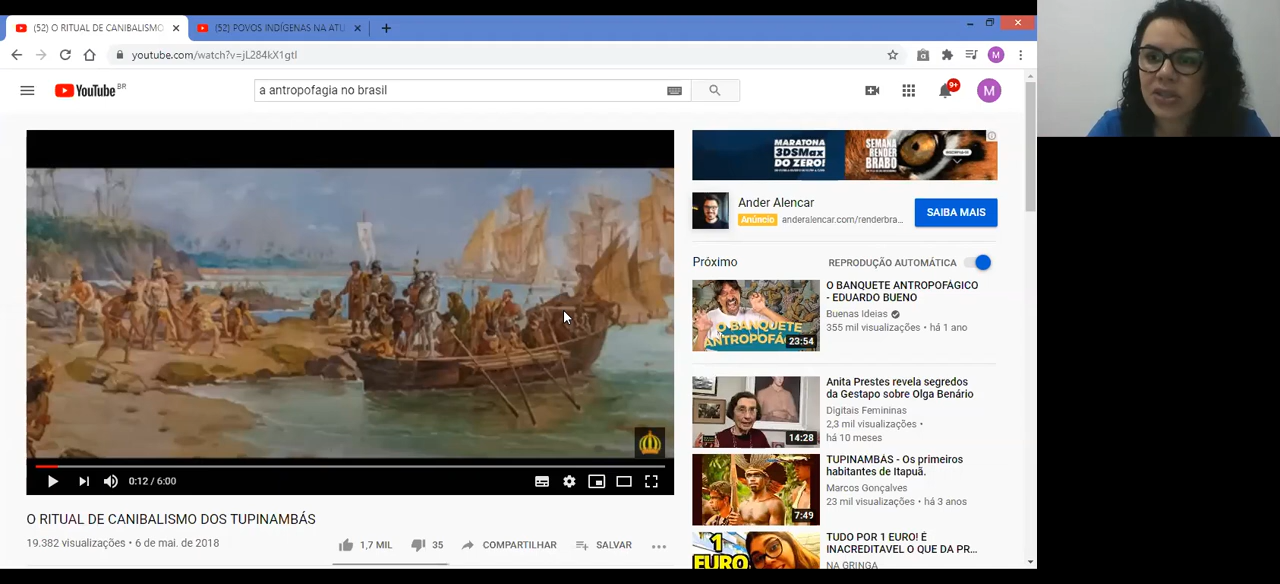 (52) O RITUAL DE CANIBALISMO
(52) POVOS INDÍGENAS NA ATU
youtube.com/watch?v=jL284kX1gtI
M
YouTube BR
a antropofagia no brasil
9+
M
MARATONA
3DSMax
DO ZERO!
SEMANA
RENDER
BRABO
Ander Alencar
Anúncio anderalencar.com/renderbra...
SAIBA MAIS
Próximo
REPRODUÇÃO AUTOMÁTICA
O BANQUETE
ANTROPOFÁ
23:54
O BANQUETE ANTROPOFÁGICO
- EDUARDO BUENO
Buenas Ideias
355 mil visualizações • há 1 ano
14:28
Anita Prestes revela segredos
da Gestapo sobre Olga Benário
Digitais Femininas
2,3 mil visualizações •
há 10 meses
7:49
TUPINAMBÁS - Os primeiros
habitantes de Itapuã.
Marcos Gonçalves
23 mil visualizações • há 3 anos
1
EURO
TUDO POR 1 EURO! É
INACREDITAVEL O QUE DA PR...
NA GRINGA
0:12 / 6:00
O RITUAL DE CANIBALISMO DOS TUPINAMBÁS
19.382 visualizações • 6 de mai. de 2018
1,7 MIL
35
COMPARTILHAR
SALVAR